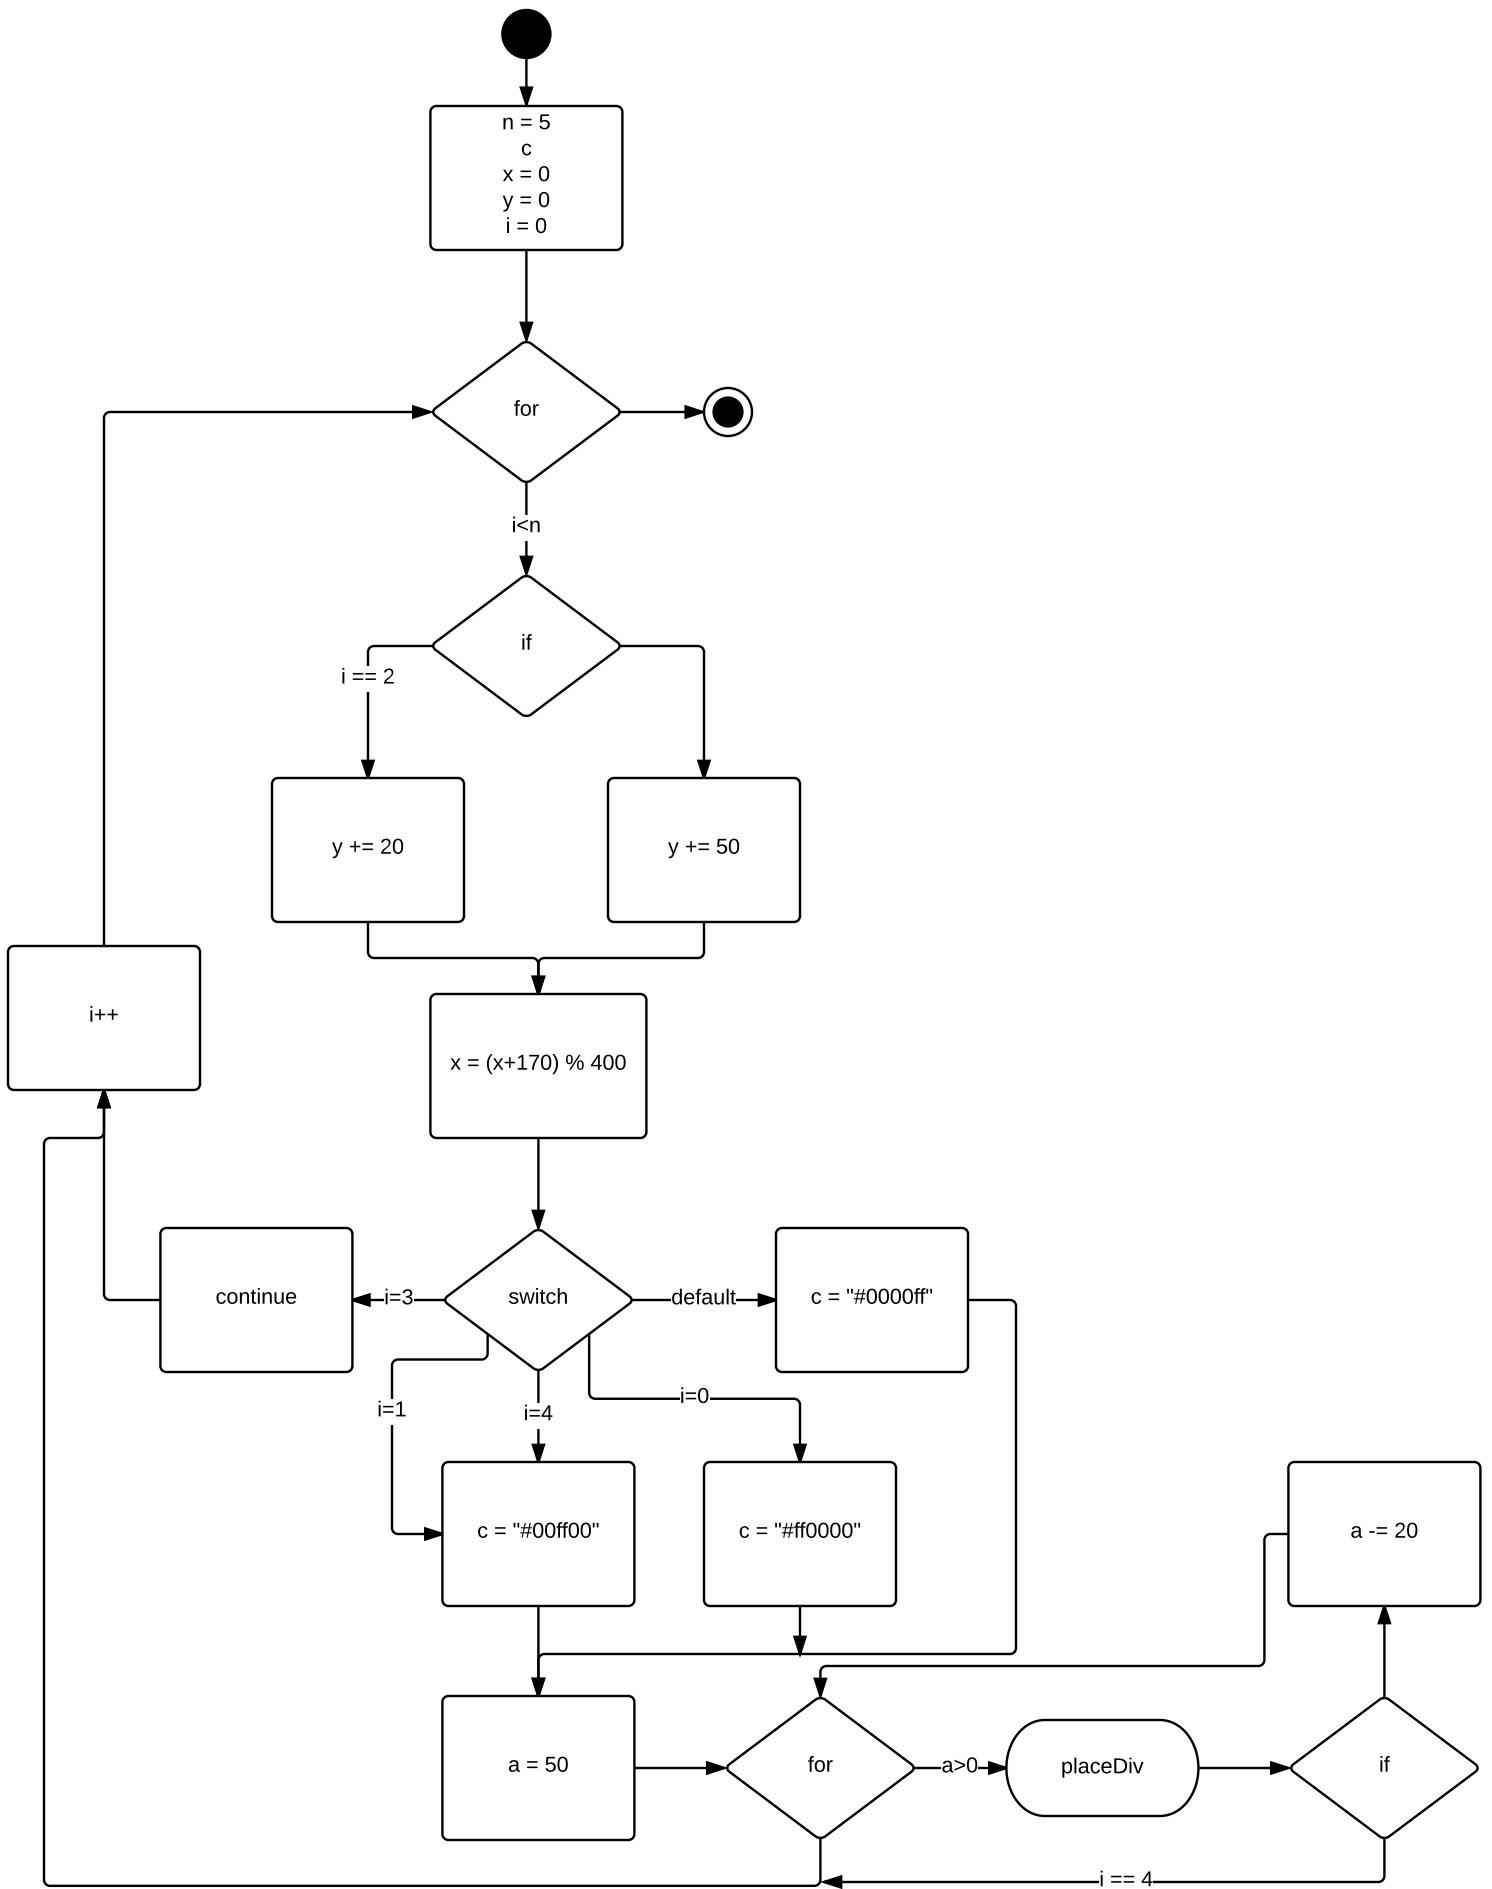 n = 5
c
x = 0
y = 0
i = 0
for
i<n
if
i == 2
y += 20
y += 50
i++
x = (x+170) % 400
continue
i=3
switch
default
c = "#0000ff"
i=1
i=4
i=0
c = "#00ff00"
c = "#ff0000"
a -= 20
a = 50
for
a>0
placeDiv
if
i == 4